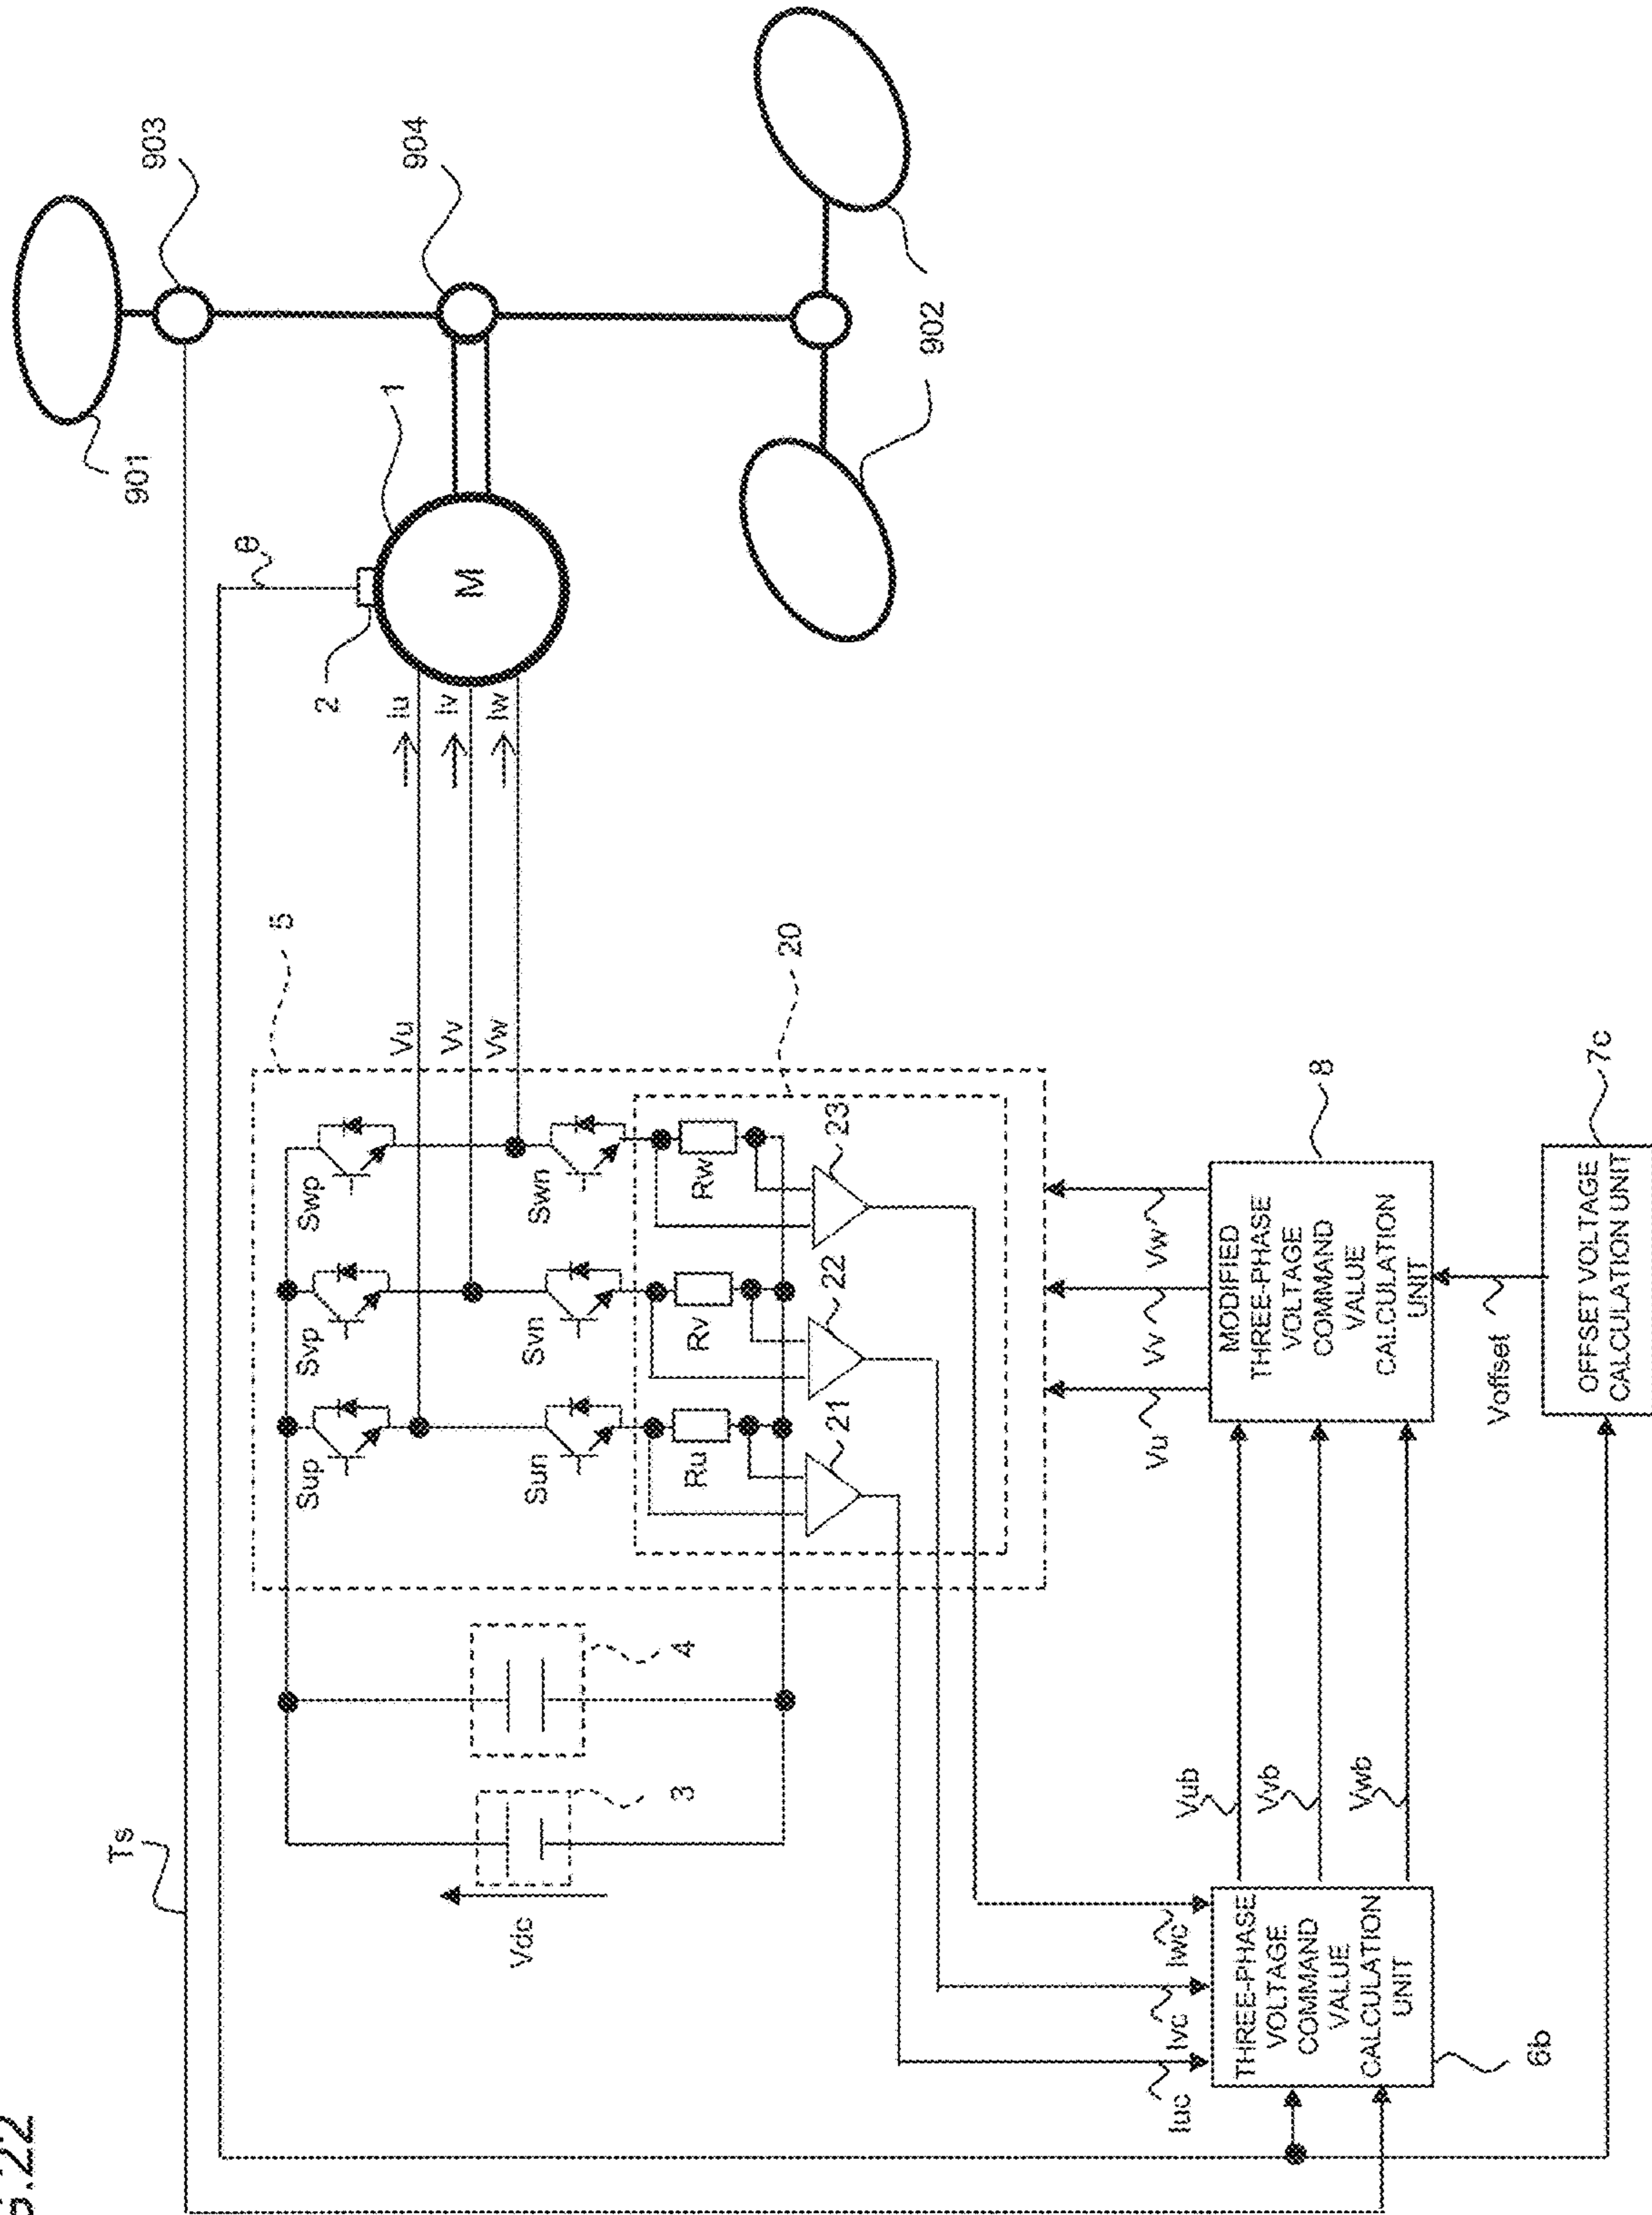 G.22
Ts
θ
901
903
904
902
1
2
M
Iu
Iv
Iw
Vu
Vv
Vw
5
20
Sup
Svp
Swp
Sun
Svn
Swn
Ru
Rv
Rw
21
22
23
Vdc
3
4
Iuc
Ivc
Iwc
THREE-PHASE
VOLTAGE
COMMAND
VALUE
CALCULATION
UNIT
6b
Vub
Vvb
Vwb
Vu
Vv
Vw
MODIFIED
THREE-PHASE
VOLTAGE
COMMAND
VALUE
CALCULATION
UNIT
8
Voffset
OFFSET VOLTAGE
CALCULATION UNIT
7c